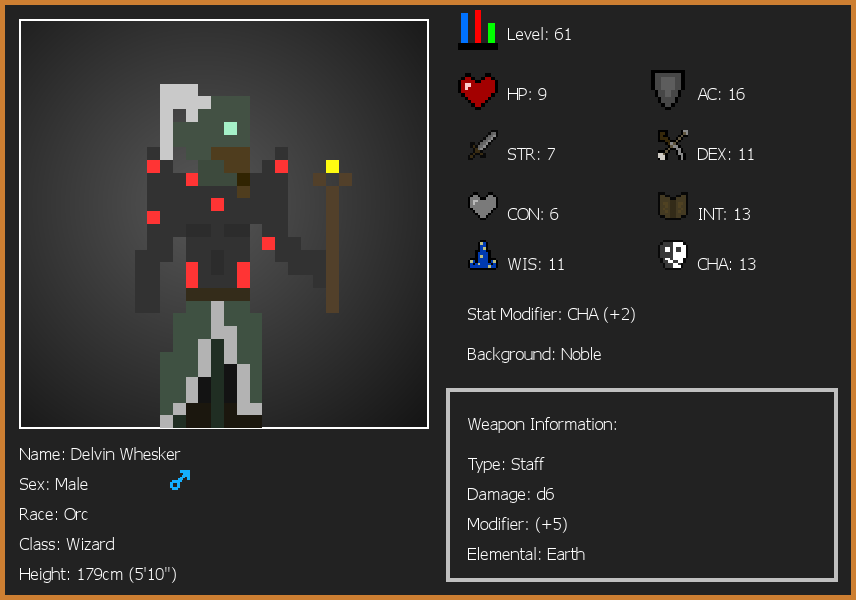 Level: 61
HP: 9
AC: 16
STR: 7
DEX: 11
CON: 6
INT: 13
WIS: 11
CHA: 13
Stat Modifier: CHA (+2)
Background: Noble
Weapon Information:
Type: Staff
Damage: d6
Modifier: (+5)
Elemental: Earth
Name: Delvin Whesker
Sex: Male
Race: Orc
Class: Wizard
Height: 179cm (5'10")